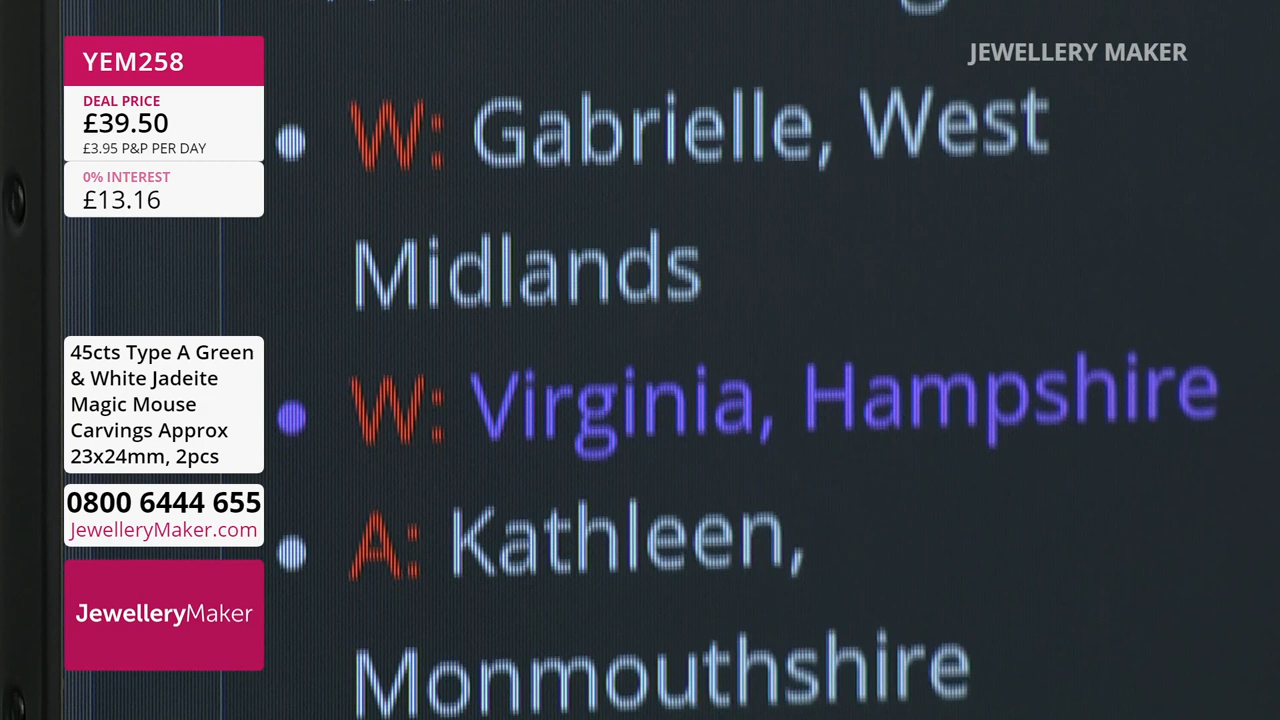 YEM258
DEAL PRICE
£39.50
£3.95 P&P PER DAY
0% INTEREST
£13.16
45cts Type A Green
& White Jadeite
Magic Mouse
Carvings Approx
23x24mm, 2pcs
0800 6444 655
JewelleryMaker.com
JewelleryMaker
JEWELLERY MAKER
• W: Gabrielle, West
Midlands
• W: Virginia, Hampshire
• A: Kathleen,
Monmouthshire